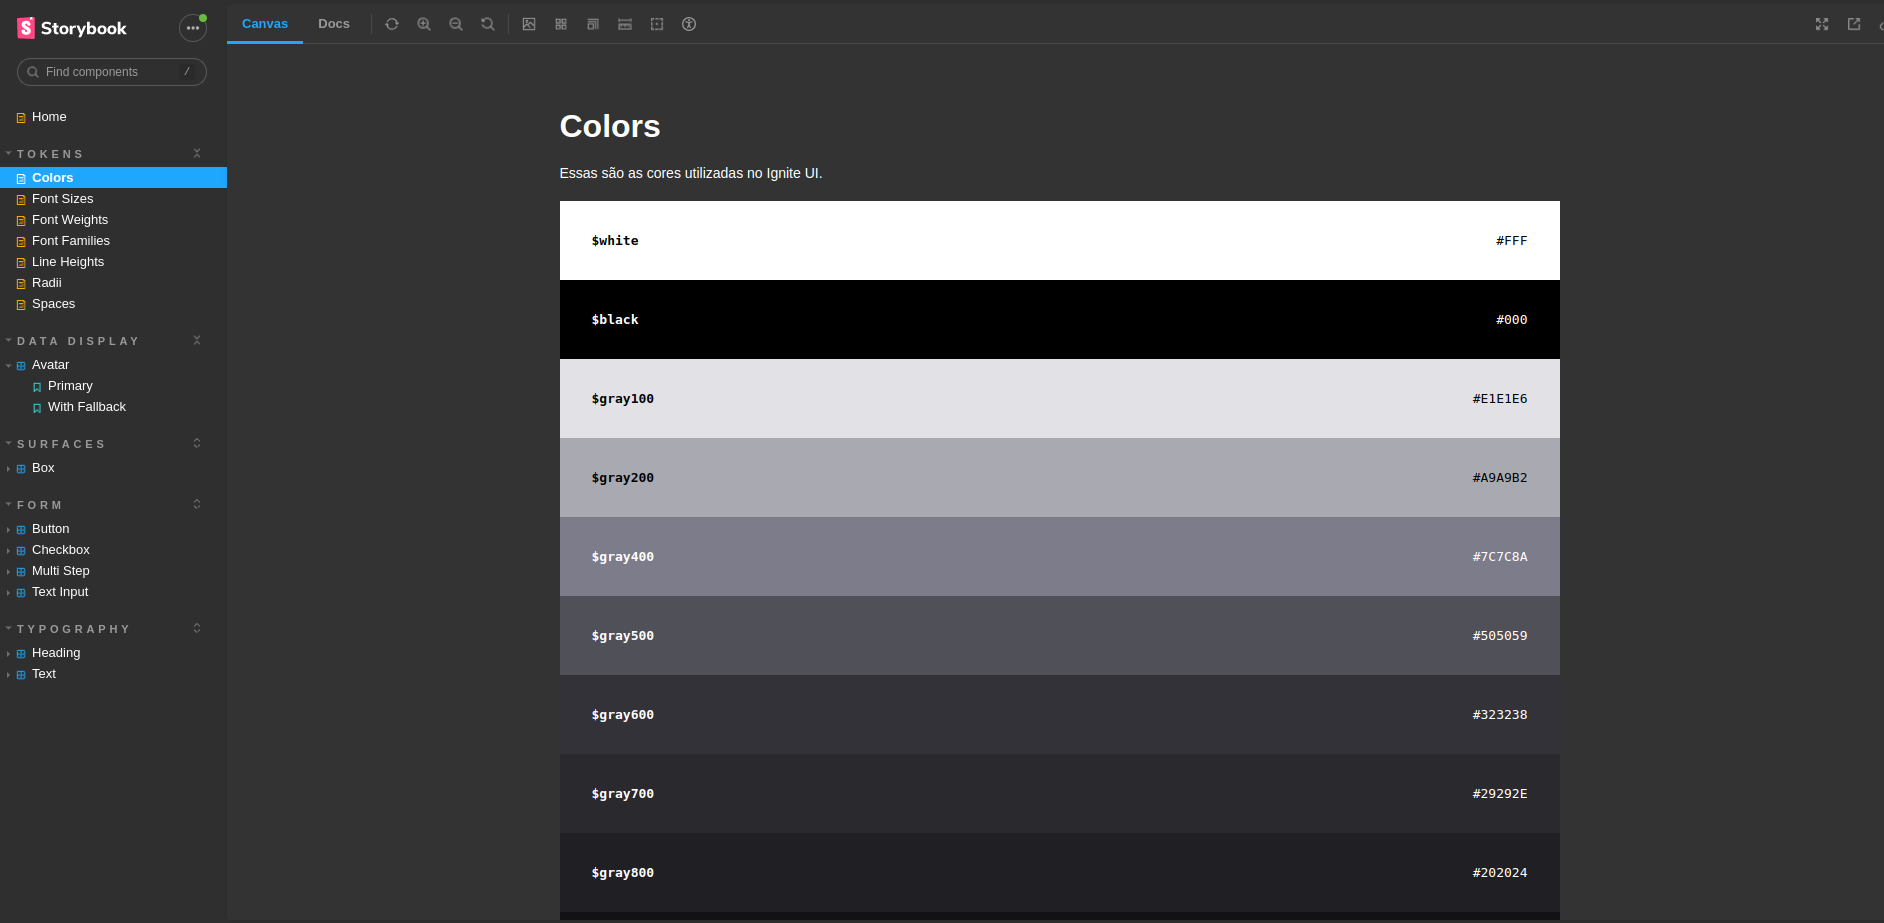 Storybook
Find components
/
Home
TOKENS
Colors
Font Sizes
Font Weights
Font Families
Line Heights
Radii
Spaces
DATA DISPLAY
Avatar
Primary
With Fallback
SURFACES
Box
FORM
Button
Checkbox
Multi Step
Text Input
TYPOGRAPHY
Heading
Text
Canvas
Docs
Colors
Essas são as cores utilizadas no Ignite UI.
$white #FFF
$black #000
$gray100 #E1E1E6
$gray200 #A9A9B2
$gray400 #7C7C8A
$gray500 #505059
$gray600 #323238
$gray700 #29292E
$gray800 #202024